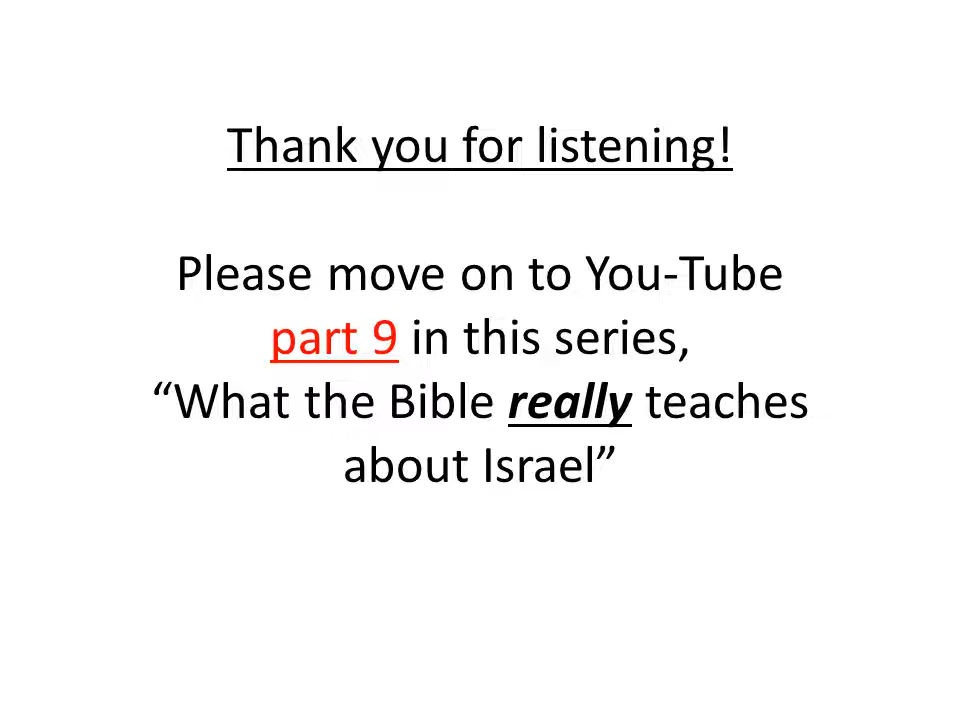 Thank you for listening!
Please move on to You-Tube
part 9 in this series,
“What the Bible really teaches
about Israel”